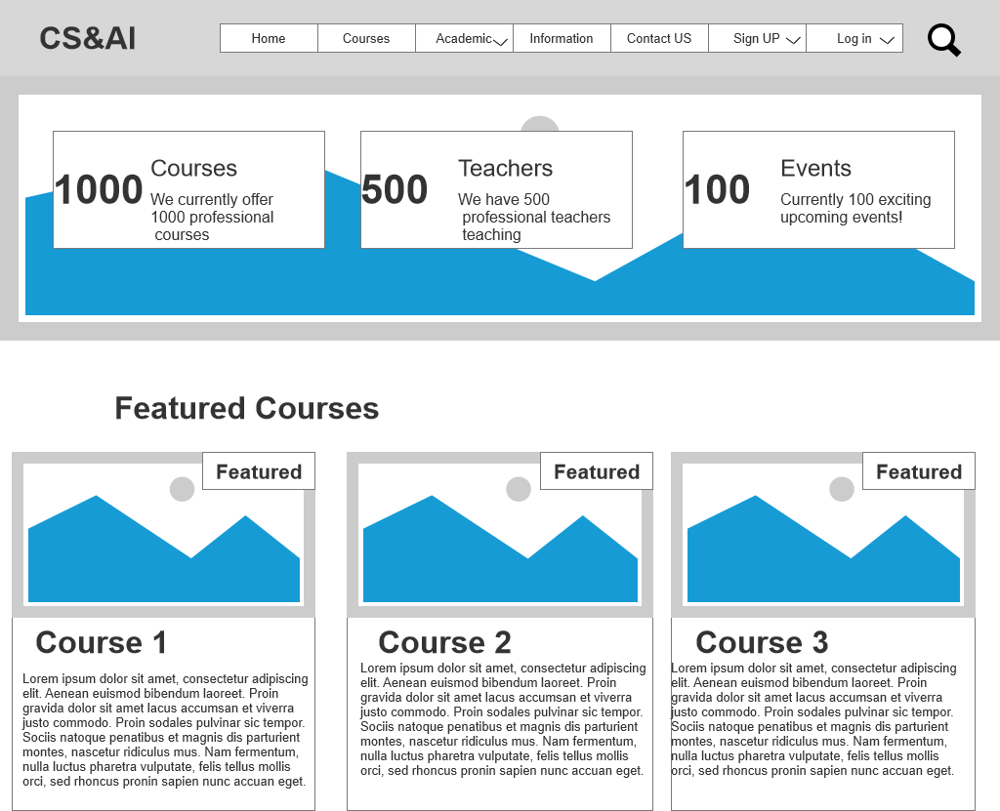 CS&AI
Home
Courses
Academic
Information
Contact US
Sign UP
Log in
1000
Courses
We currently offer
1000 professional
courses
500
Teachers
We have 500
professional teachers
teaching
100
Events
Currently 100 exciting
upcoming events!
Featured Courses
Featured
Course 1
Lorem ipsum dolor sit amet, consectetur adipiscing
elit. Aenean euismod bibendum laoreet. Proin
gravida dolor sit amet lacus accumsan et viverra
justo commodo. Proin sodales pulvinar sic tempor.
Sociis natoque penatibus et magnis dis parturient
montes, nascetur ridiculus mus. Nam fermentum,
nulla luctus pharetra vulputate, felis tellus mollis
orci, sed rhoncus pronin sapien nunc accuan eget.
Featured
Course 2
Lorem ipsum dolor sit amet, consectetur adipiscing
elit. Aenean euismod bibendum laoreet. Proin
gravida dolor sit amet lacus accumsan et viverra
justo commodo. Proin sodales pulvinar sic tempor.
Sociis natoque penatibus et magnis dis parturient
montes, nascetur ridiculus mus. Nam fermentum,
nulla luctus pharetra vulputate, felis tellus mollis
orci, sed rhoncus pronin sapien nunc accuan eget.
Featured
Course 3
Lorem ipsum dolor sit amet, consectetur adipiscing
elit. Aenean euismod bibendum laoreet. Proin
gravida dolor sit amet lacus accumsan et viverra
justo commodo. Proin sodales pulvinar sic tempor.
Sociis natoque penatibus et magnis dis parturient
montes, nascetur ridiculus mus. Nam fermentum,
nulla luctus pharetra vulputate, felis tellus mollis
orci, sed rhoncus pronin sapien nunc accuan eget.